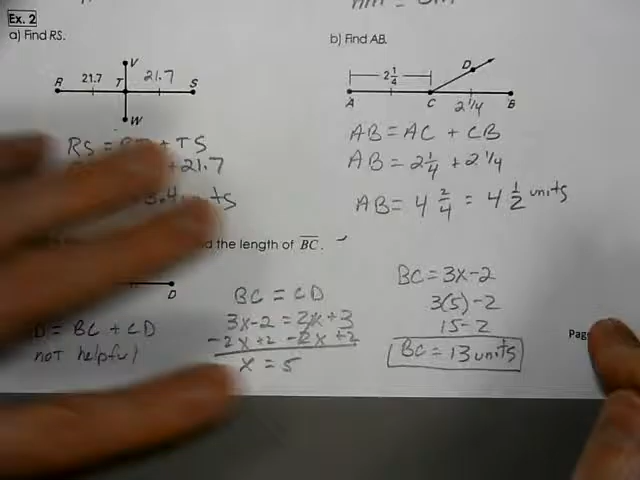 Ex. 2
a) Find RS.
b) Find AB.
V
R 21.7 T 21.7 S
W
2 1/4
D
A C 2 1/4 B
RS = TS
+ 21.7
AB = AC + CB
AB = 2 1/4 + 2 1/4
AB = 4 2/4 = 4 1/2 units
the length of BC.
D
= BC + CD
not helpful
BC = CD
3x-2 = 2x+3
-2x+2 -2x+2
x = 5
BC = 3x-2
3(5)-2
15-2
BC = 13 units